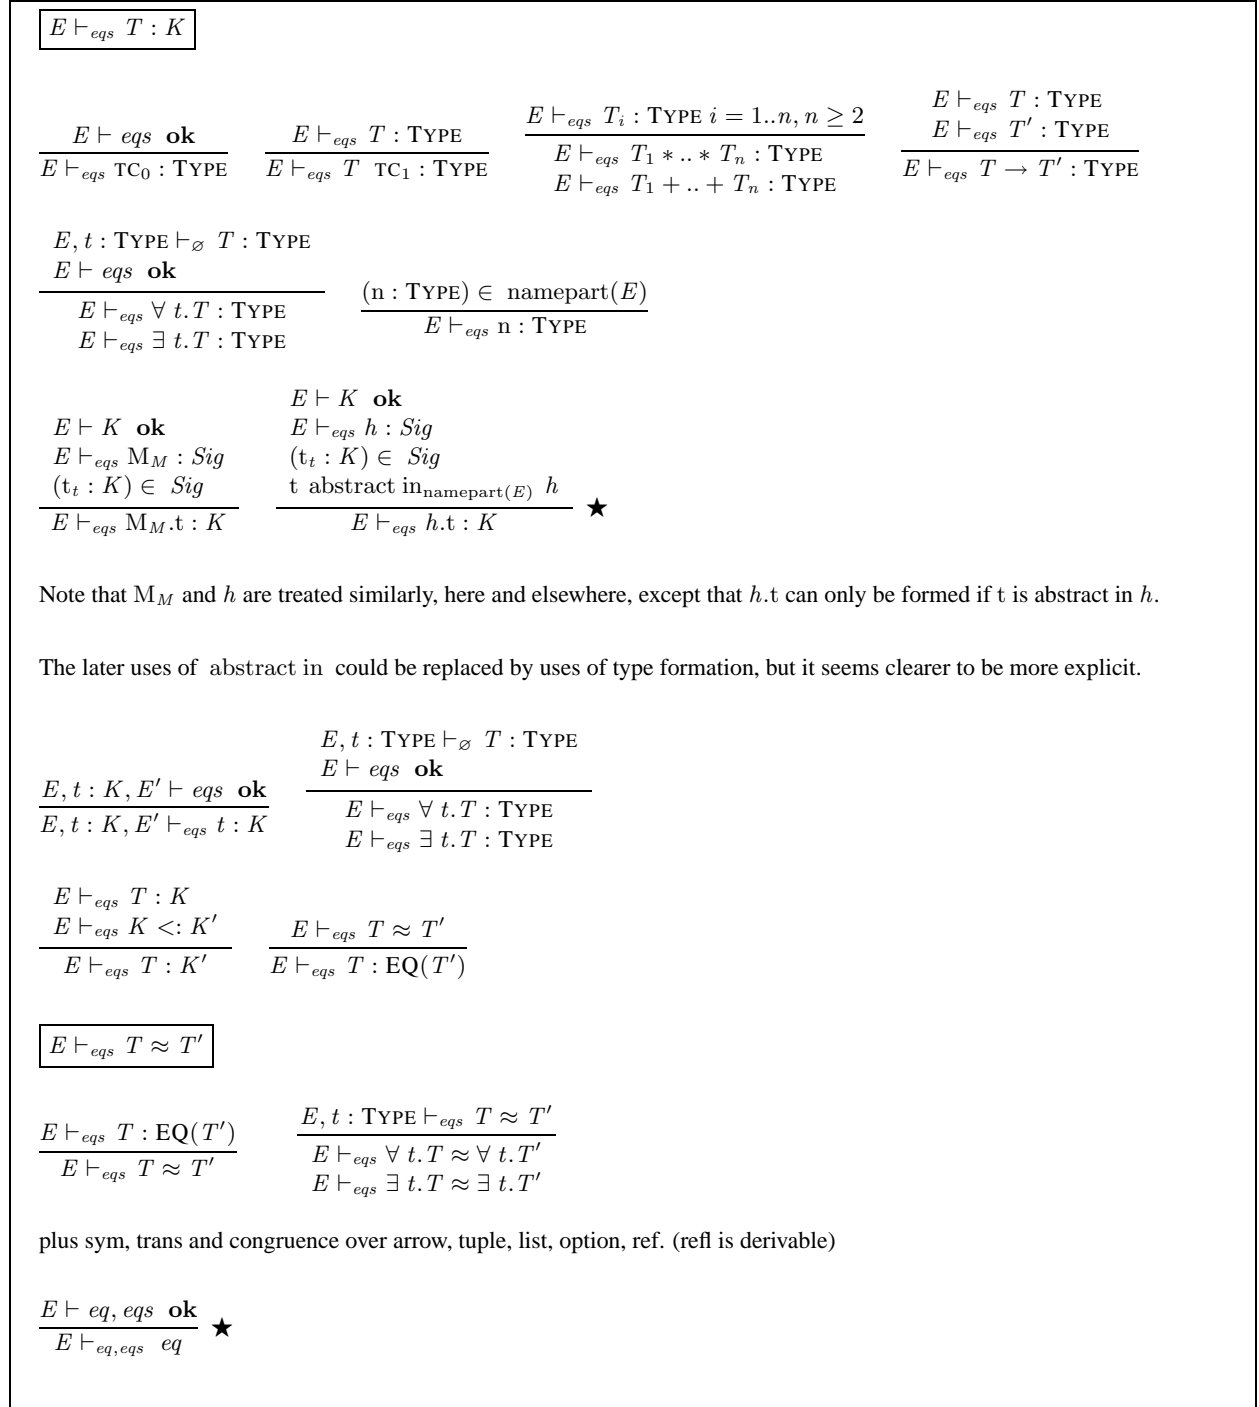 E ⊢_eqs T : K
E ⊢ eqs ok
E ⊢_eqs TC₀ : TYPE
E ⊢_eqs T : TYPE
E ⊢_eqs T TC₁ : TYPE
E ⊢_eqs T_i : TYPE i = 1..n, n ≥ 2
E ⊢_eqs T₁ * .. * T_n : TYPE
E ⊢_eqs T₁ + .. + T_n : TYPE
E ⊢_eqs T : TYPE
E ⊢_eqs T′ : TYPE
E ⊢_eqs T → T′ : TYPE
E, t : TYPE ⊢_∅ T : TYPE
E ⊢ eqs ok
E ⊢_eqs ∀ t. T : TYPE
E ⊢_eqs ∃ t. T : TYPE
(n : TYPE) ∈ namepart(E)
E ⊢_eqs n : TYPE
E ⊢ K ok
E ⊢_eqs M_M : Sig
(t_t : K) ∈ Sig
E ⊢_eqs M_M.t : K
E ⊢ K ok
E ⊢_eqs h : Sig
(t_t : K) ∈ Sig
t abstract in_namepart(E) h
E ⊢_eqs h.t : K ★
Note that M_M and h are treated similarly, here and elsewhere, except that h.t can only be formed if t is abstract in h.
The later uses of abstract in could be replaced by uses of type formation, but it seems clearer to be more explicit.
E, t : K, E′ ⊢ eqs ok
E, t : K, E′ ⊢_eqs t : K
E, t : TYPE ⊢_∅ T : TYPE
E ⊢ eqs ok
E ⊢_eqs ∀ t. T : TYPE
E ⊢_eqs ∃ t. T : TYPE
E ⊢_eqs T : K
E ⊢_eqs K <: K′
E ⊢_eqs T : K′
E ⊢_eqs T ≈ T′
E ⊢_eqs T : EQ(T′)
E ⊢_eqs T ≈ T′
E ⊢_eqs T : EQ(T′)
E ⊢_eqs T ≈ T′
E, t : TYPE ⊢_eqs T ≈ T′
E ⊢_eqs ∀ t. T ≈ ∀ t. T′
E ⊢_eqs ∃ t. T ≈ ∃ t. T′
plus sym, trans and congruence over arrow, tuple, list, option, ref. (refl is derivable)
E ⊢ eq, eqs ok
E ⊢_eq,eqs eq ★